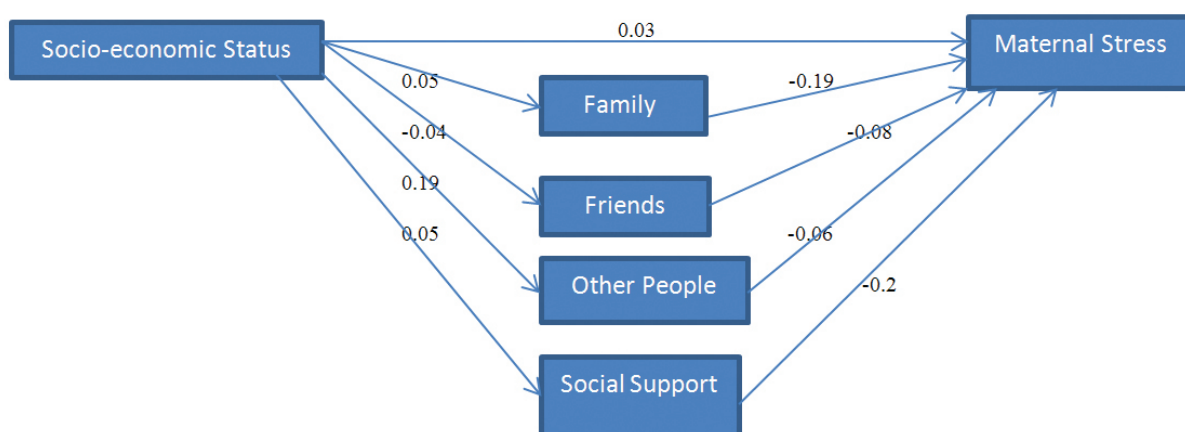 0.03
Socio-economic Status
Maternal Stress
0.05
-0.19
Family
-0.04
-0.08
0.19
Friends
0.05
-0.06
Other People
-0.2
Social Support